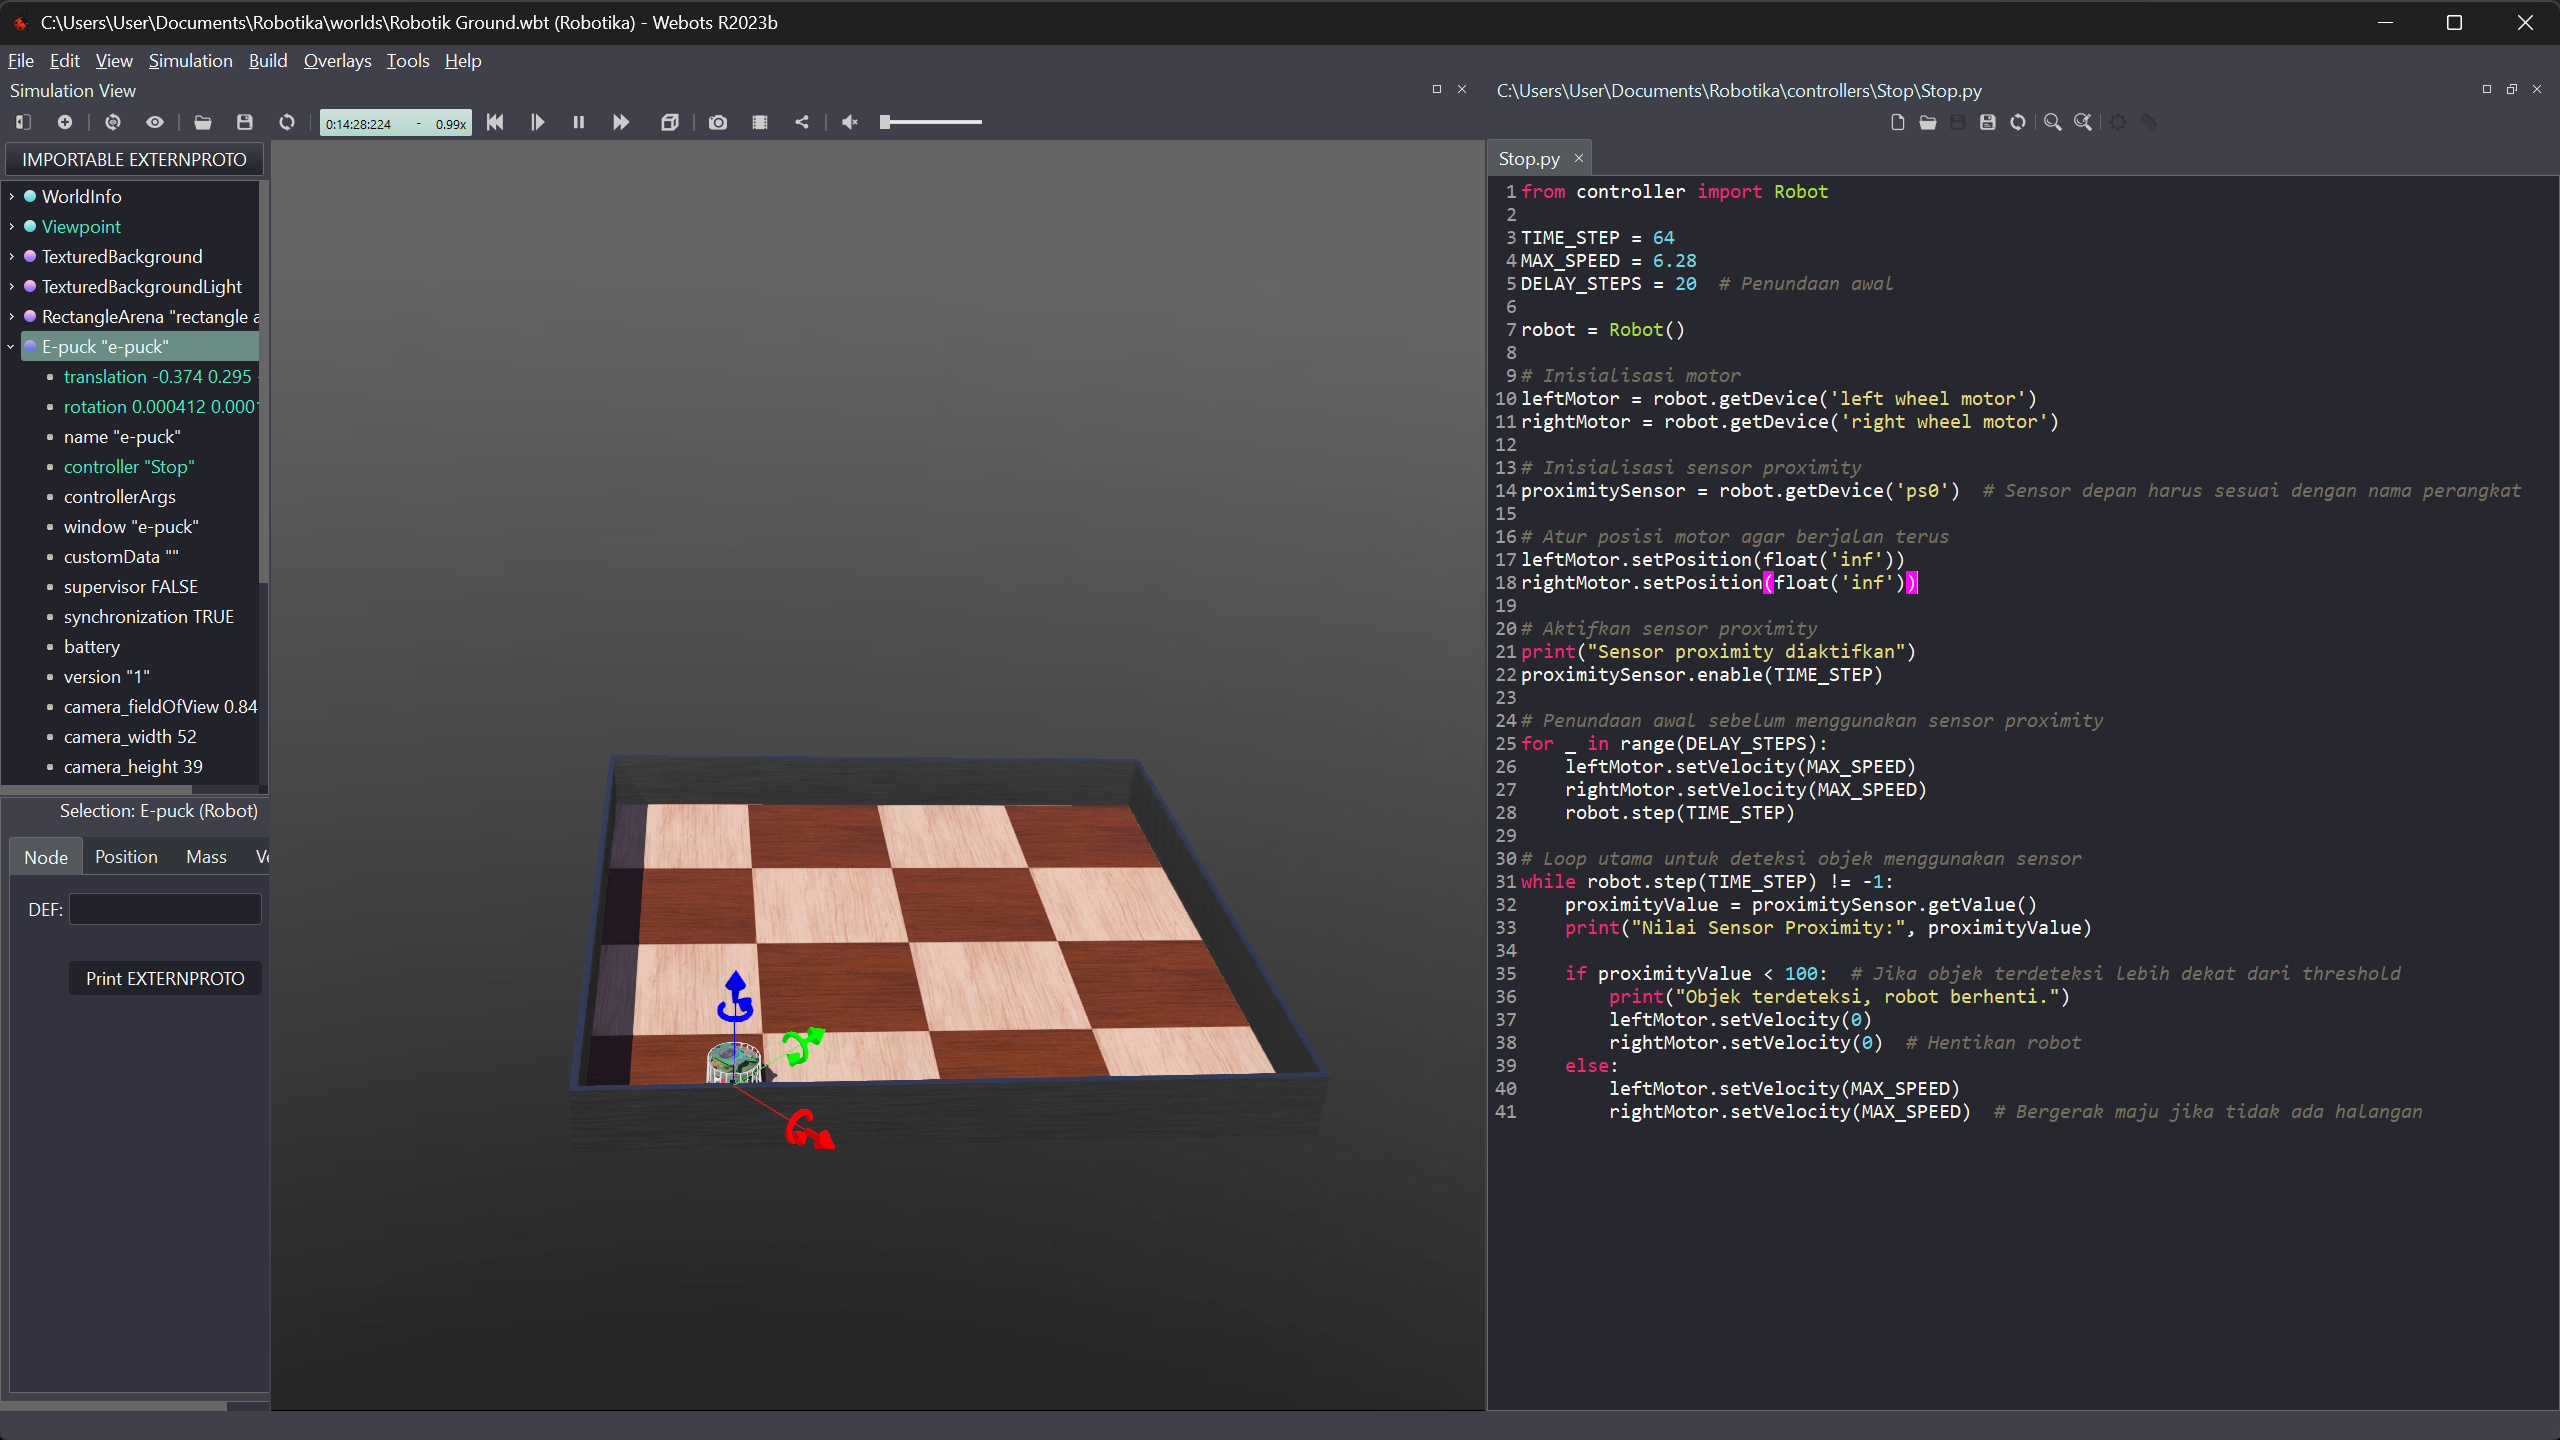 C:\Users\User\Documents\Robotika\worlds\Robotik Ground.wbt (Robotika) - Webots R2023b
File Edit View Simulation Build Overlays Tools Help
Simulation View
0:14:28:224 - 0.99x
IMPORTABLE EXTERNPROTO
WorldInfo
Viewpoint
TexturedBackground
TexturedBackgroundLight
RectangleArena "rectangle a
E-puck "e-puck"
translation -0.374 0.295 -
rotation 0.000412 0.0001
name "e-puck"
controller "Stop"
controllerArgs
window "e-puck"
customData ""
supervisor FALSE
synchronization TRUE
battery
version "1"
camera_fieldOfView 0.84
camera_width 52
camera_height 39
Selection: E-puck (Robot)
Node Position Mass Ve
DEF:
Print EXTERNPROTO
C:\Users\User\Documents\Robotika\controllers\Stop\Stop.py
Stop.py
1 from controller import Robot
2
3 TIME_STEP = 64
4 MAX_SPEED = 6.28
5 DELAY_STEPS = 20  # Penundaan awal
6
7 robot = Robot()
8
9 # Inisialisasi motor
10 leftMotor = robot.getDevice('left wheel motor')
11 rightMotor = robot.getDevice('right wheel motor')
12
13 # Inisialisasi sensor proximity
14 proximitySensor = robot.getDevice('ps0')  # Sensor depan harus sesuai dengan nama perangkat
15
16 # Atur posisi motor agar berjalan terus
17 leftMotor.setPosition(float('inf'))
18 rightMotor.setPosition(float('inf'))
19
20 # Aktifkan sensor proximity
21 print("Sensor proximity diaktifkan")
22 proximitySensor.enable(TIME_STEP)
23
24 # Penundaan awal sebelum menggunakan sensor proximity
25 for _ in range(DELAY_STEPS):
26     leftMotor.setVelocity(MAX_SPEED)
27     rightMotor.setVelocity(MAX_SPEED)
28     robot.step(TIME_STEP)
29
30 # Loop utama untuk deteksi objek menggunakan sensor
31 while robot.step(TIME_STEP) != -1:
32     proximityValue = proximitySensor.getValue()
33     print("Nilai Sensor Proximity:", proximityValue)
34
35     if proximityValue < 100:  # Jika objek terdeteksi lebih dekat dari threshold
36         print("Objek terdeteksi, robot berhenti.")
37         leftMotor.setVelocity(0)
38         rightMotor.setVelocity(0)  # Hentikan robot
39     else:
40         leftMotor.setVelocity(MAX_SPEED)
41         rightMotor.setVelocity(MAX_SPEED)  # Bergerak maju jika tidak ada halangan